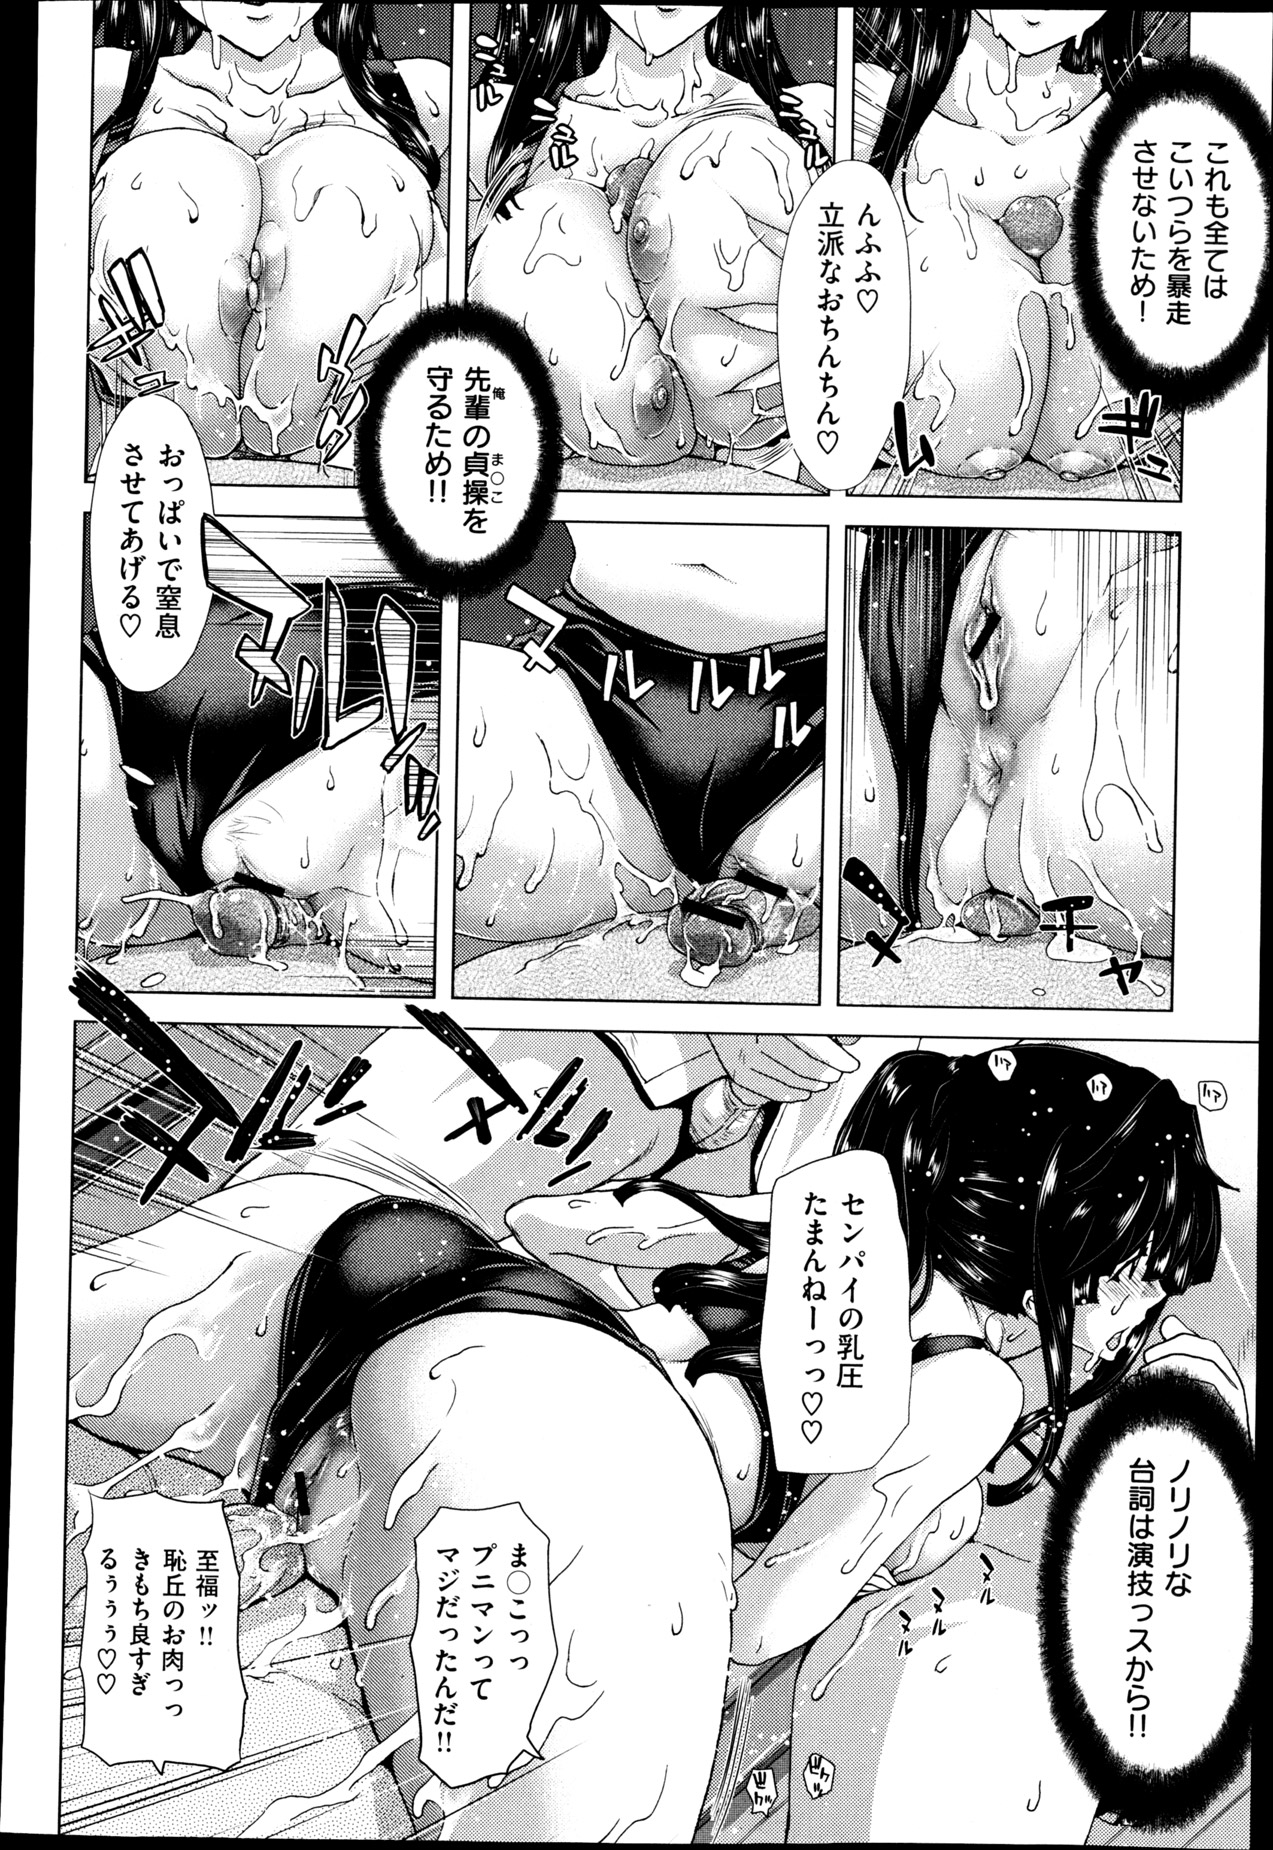 これも全ては
こいつらを暴走
させないため！
んふふ♡
立派なおちんちん♡
先輩の貞操を
俺
ま○こ
守るため!!
おっぱいで窒息
させてあげる♡
センパイの乳圧
たまんねーっっ♡♡
ノリノリな
台詞は演技っスから!!
ま○こっっ
プニマンって
マジだったんだ!!
至福ッ!!
恥丘のお肉っっ
きもち良すぎ
るぅぅぅ♡♡